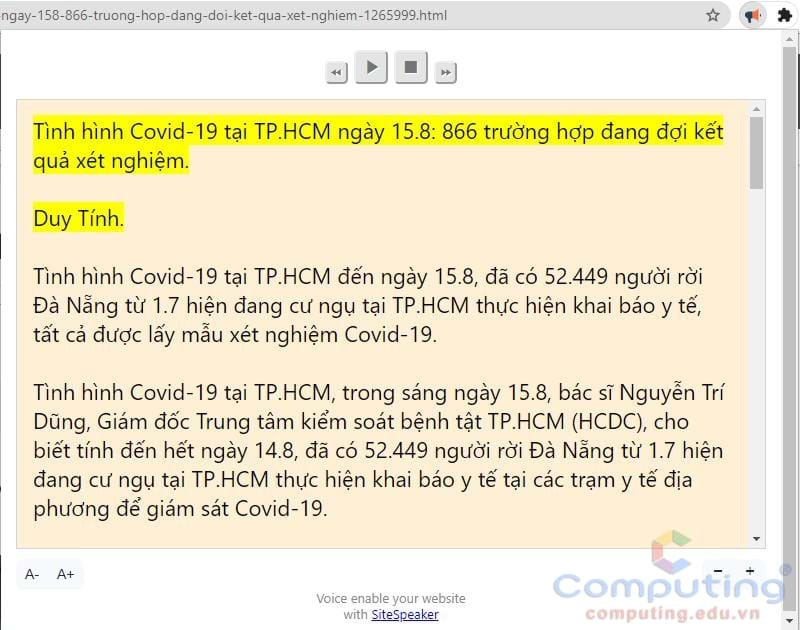 ngay-158-866-truong-hop-dang-doi-ket-qua-xet-nghiem-1265999.html
Tình hình Covid-19 tại TP.HCM ngày 15.8: 866 trường hợp đang đợi kết
quả xét nghiệm.
Duy Tính.
Tình hình Covid-19 tại TP.HCM đến ngày 15.8, đã có 52.449 người rời
Đà Nẵng từ 1.7 hiện đang cư ngụ tại TP.HCM thực hiện khai báo y tế,
tất cả được lấy mẫu xét nghiệm Covid-19.
Tình hình Covid-19 tại TP.HCM, trong sáng ngày 15.8, bác sĩ Nguyễn Trí
Dũng, Giám đốc Trung tâm kiểm soát bệnh tật TP.HCM (HCDC), cho
biết tính đến hết ngày 14.8, đã có 52.449 người rời Đà Nẵng từ 1.7 hiện
đang cư ngụ tại TP.HCM thực hiện khai báo y tế tại các trạm y tế địa
phương để giám sát Covid-19.
A- A+ - +
Voice enable your website
with SiteSpeaker
Computing®
computing.edu.vn